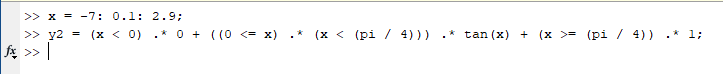 >> x = -7: 0.1: 2.9;
>> y2 = (x < 0) .* 0 + ((0 <= x) .* (x < (pi / 4))) .* tan(x) + (x >= (pi / 4)) .* 1;
fx >>